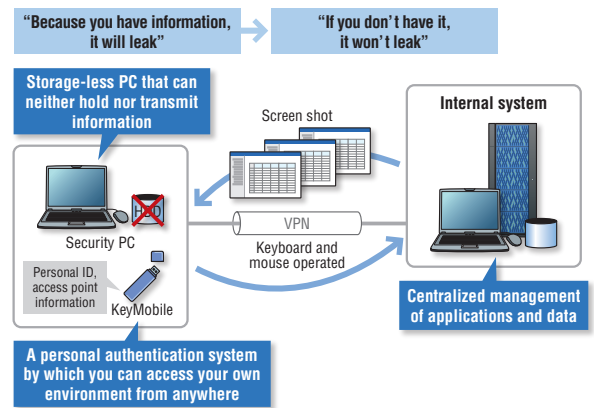 “Because you have information,
it will leak”
“If you don’t have it,
it won’t leak”
Storage-less PC that can
neither hold nor transmit
information
Screen shot
Internal system
HDD
Security PC
VPN
Keyboard and
mouse operated
Personal ID,
access point
information
KeyMobile
Centralized management
of applications and data
A personal authentication system
by which you can access your own
environment from anywhere